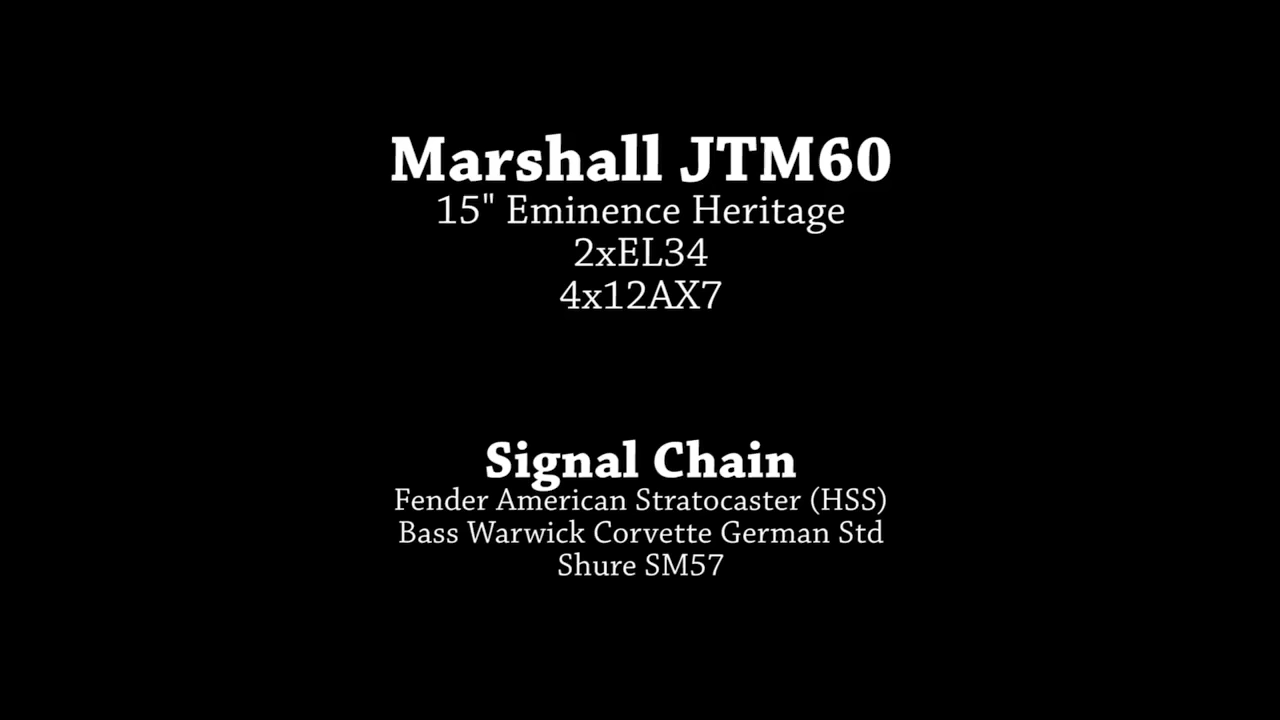 Marshall JTM60
15" Eminence Heritage
2xEL34
4x12AX7
Signal Chain
Fender American Stratocaster (HSS)
Bass Warwick Corvette German Std
Shure SM57